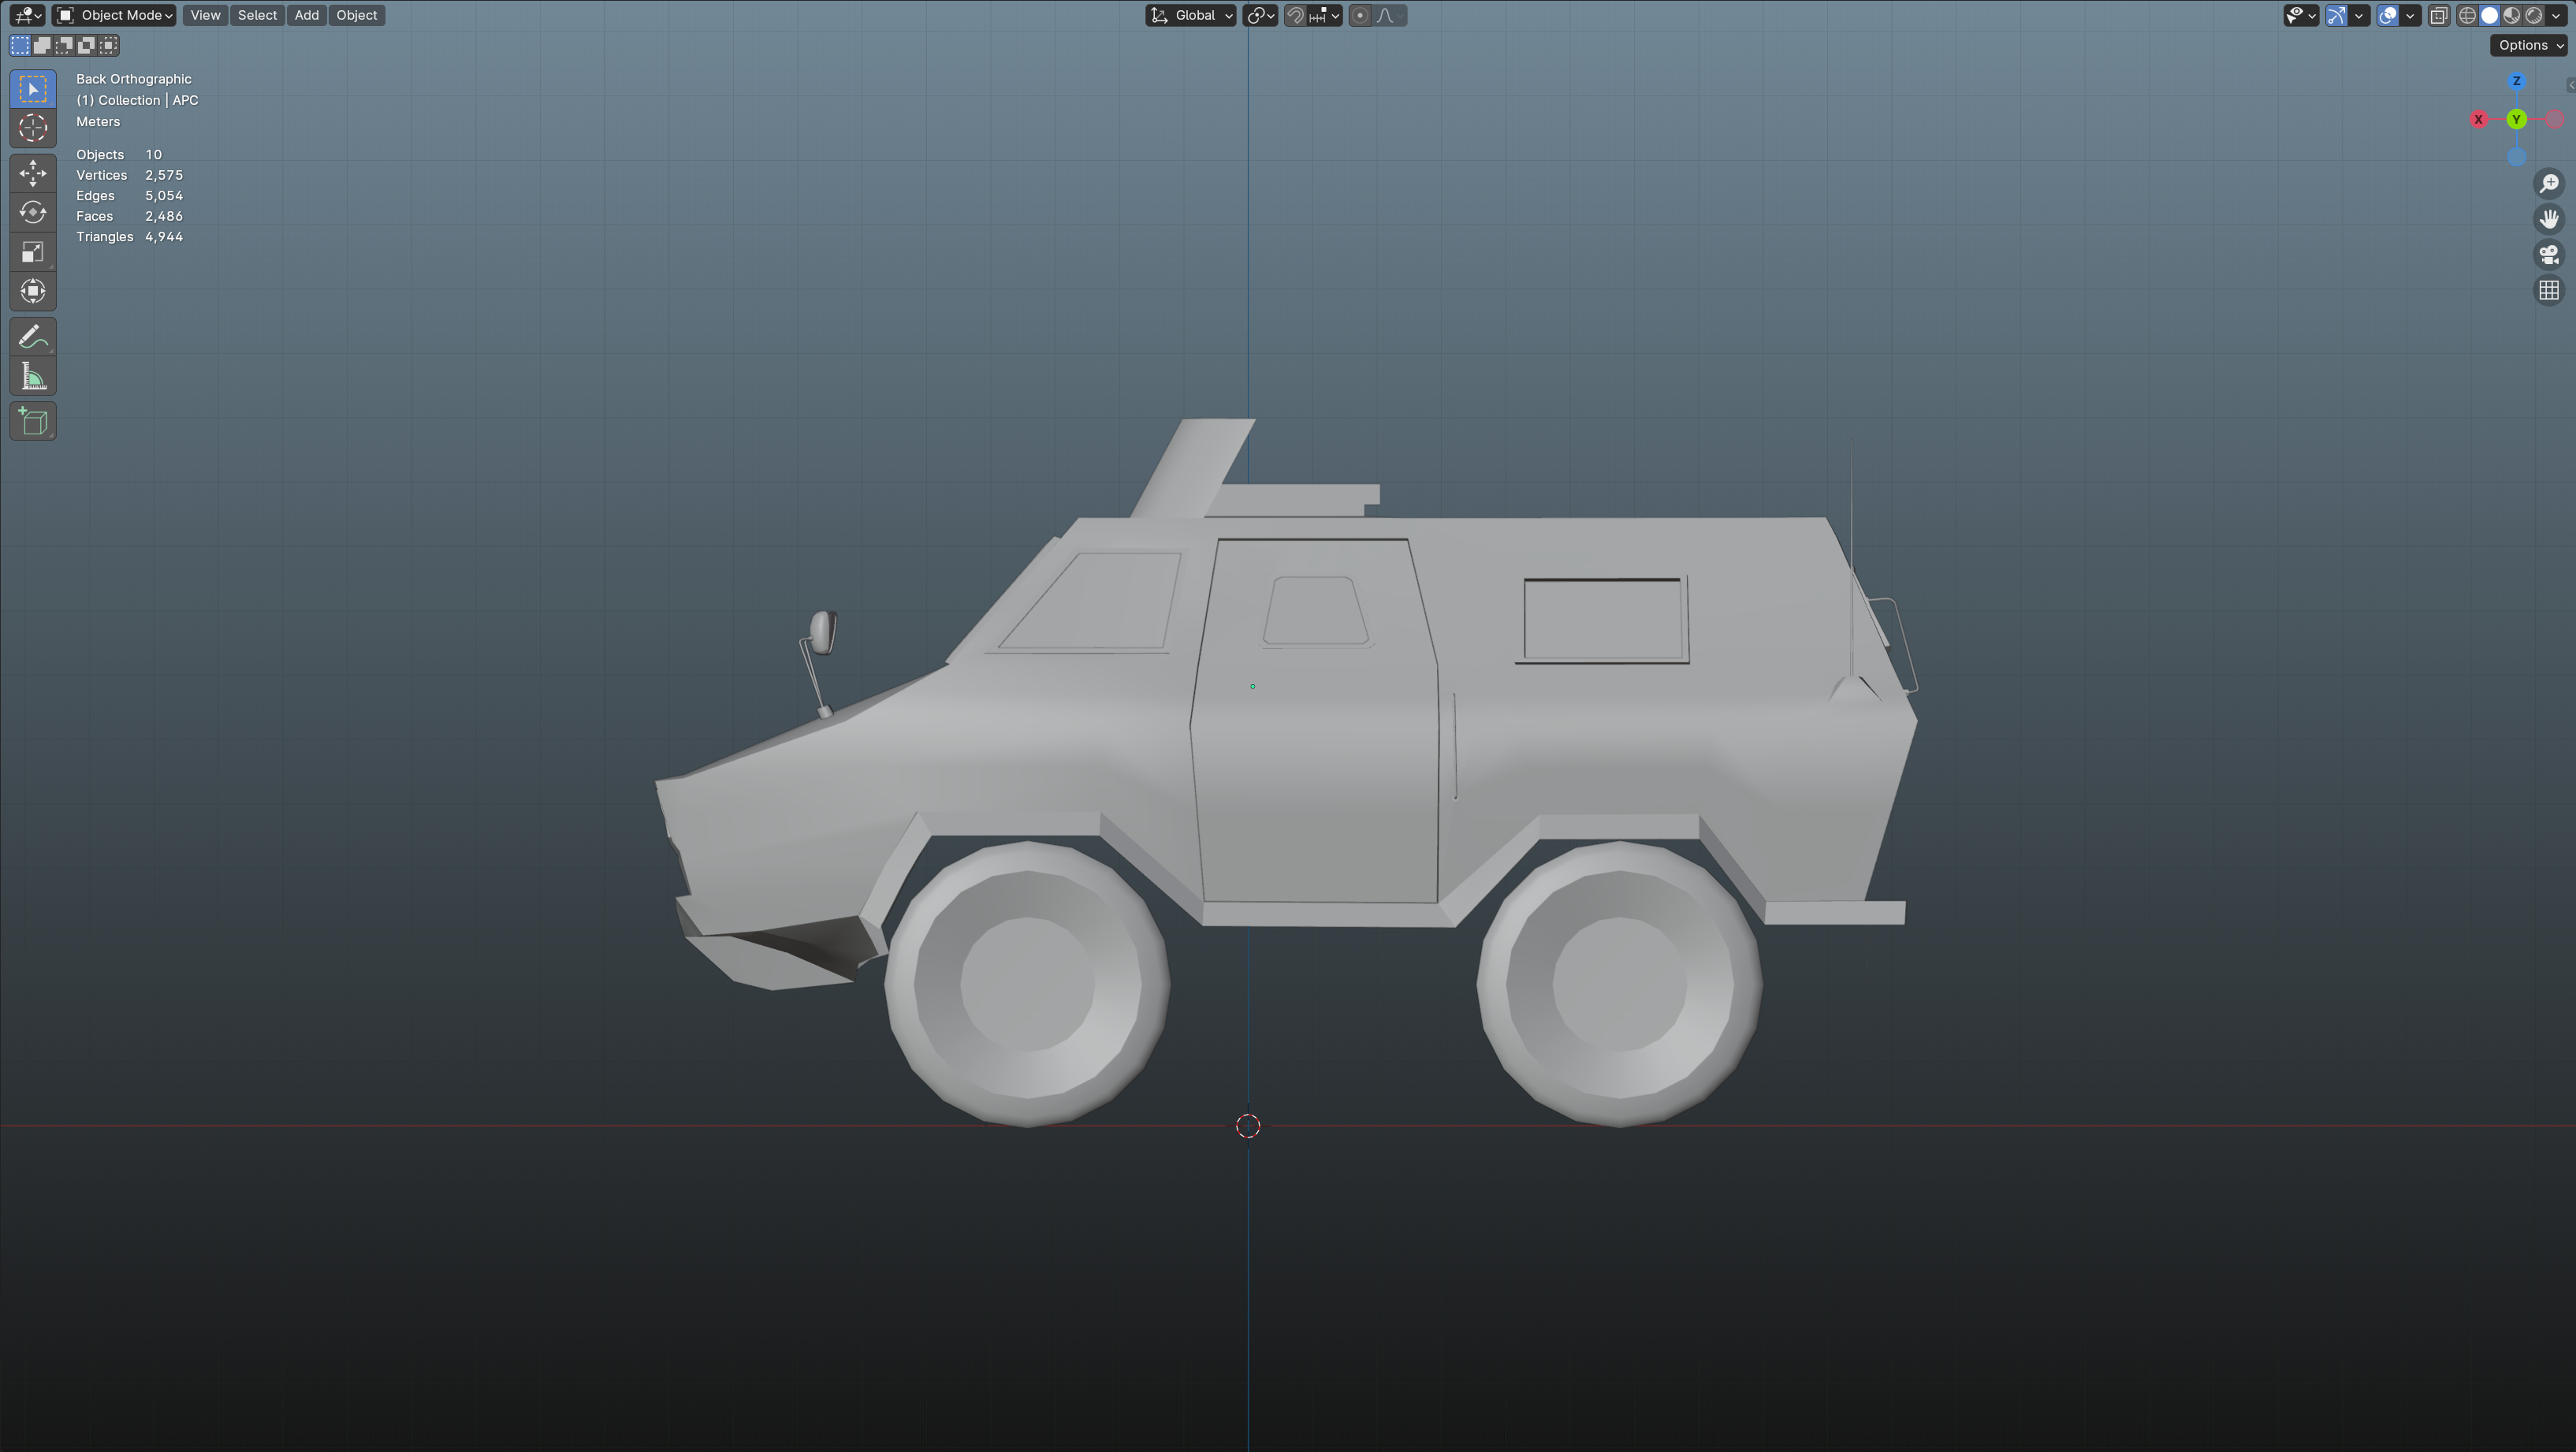 Object Mode View Select Add Object Global
Options
Back Orthographic
(1) Collection | APC
Meters
Objects 10
Vertices 2,575
Edges 5,054
Faces 2,486
Triangles 4,944
Z
X Y